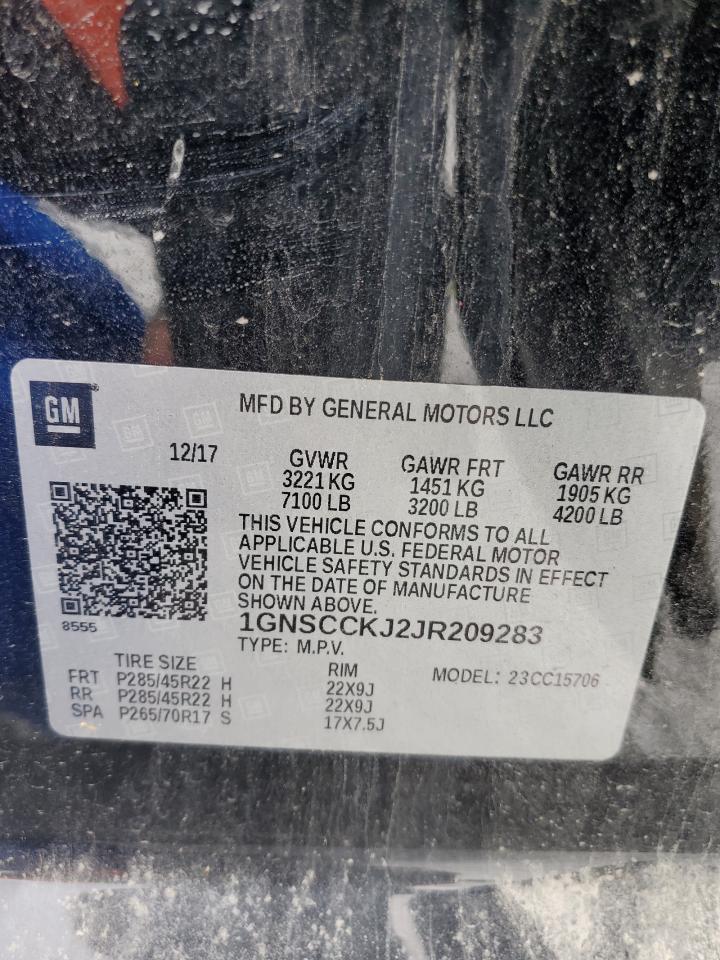 GM
MFD BY GENERAL MOTORS LLC
12/17
GVWR GAWR FRT GAWR RR
3221 KG 1451 KG 1905 KG
7100 LB 3200 LB 4200 LB
THIS VEHICLE CONFORMS TO ALL
APPLICABLE U.S. FEDERAL MOTOR
VEHICLE SAFETY STANDARDS IN EFFECT
ON THE DATE OF MANUFACTURE
SHOWN ABOVE.
8555
1GNSCCKJ2JR209283
TYPE: M.P.V.
MODEL: 23CC15706
TIRE SIZE RIM
FRT P285/45R22 H 22X9J
RR P285/45R22 H 22X9J
SPA P265/70R17 S 17X7.5J